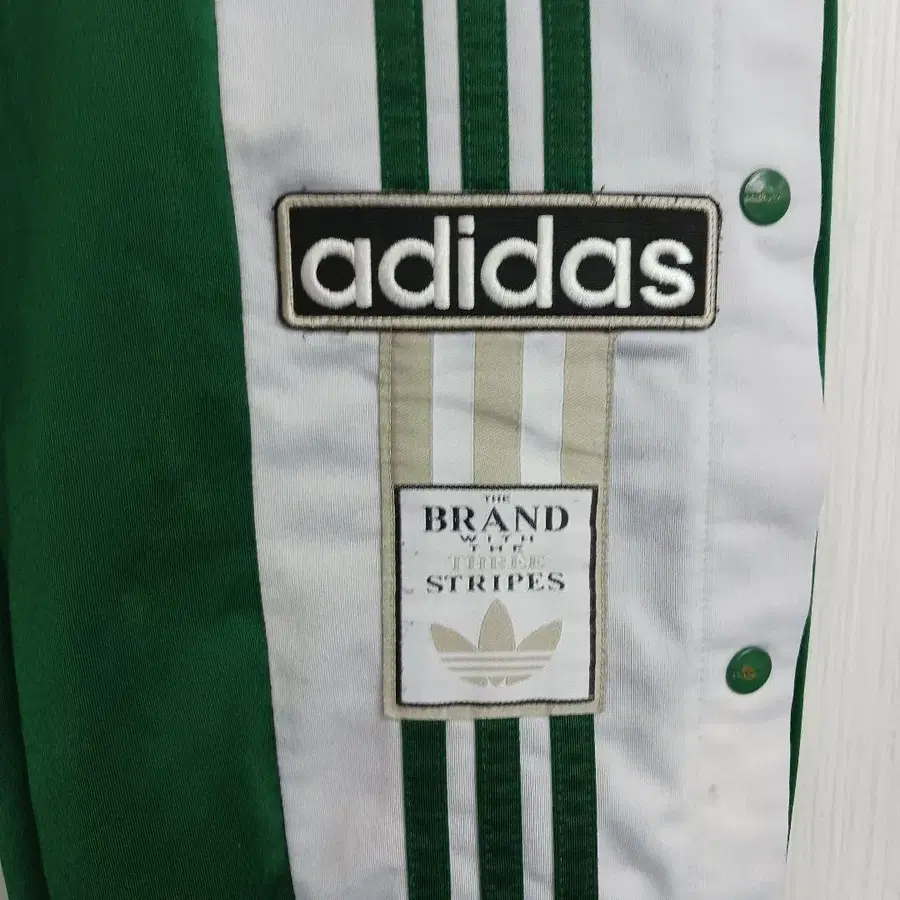 adidas
THE
BRAND
WITH
THE
THREE
STRIPES